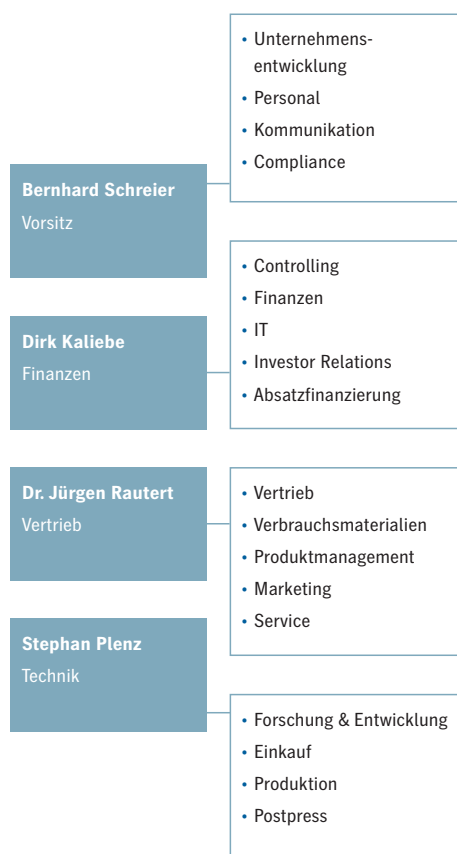 • Unternehmens-
entwicklung
• Personal
• Kommunikation
• Compliance
Bernhard Schreier
Vorsitz
• Controlling
• Finanzen
• IT
• Investor Relations
• Absatzfinanzierung
Dirk Kaliebe
Finanzen
Dr. Jürgen Rautert
Vertrieb
• Vertrieb
• Verbrauchsmaterialien
• Produktmanagement
• Marketing
• Service
Stephan Plenz
Technik
• Forschung & Entwicklung
• Einkauf
• Produktion
• Postpress